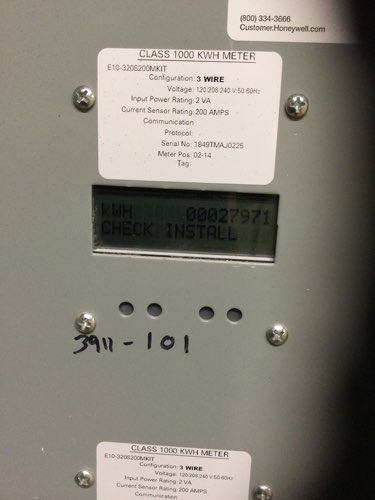 (800) 334-3666
Customer.Honeywell.com
CLASS 1000 KWH METER
E10-3208200MKIT
Configuration: 3 WIRE
Voltage: 120:208:240 V:50:60Hz
Input Power Rating: 2 VA
Current Sensor Rating: 200 AMPS
Communication
Protocol:
Serial No: 1849TMAJ0225
Meter Pos: 02-14
Tag:
kWH 00027971
CHECK INSTALL
3911-101
CLASS 1000 KWH METER
E10-3208200MKIT
Configuration: 3 WIRE
Voltage: 120:208:240 V:50:60Hz
Input Power Rating: 2 VA
Current Sensor Rating: 200 AMPS
Communication